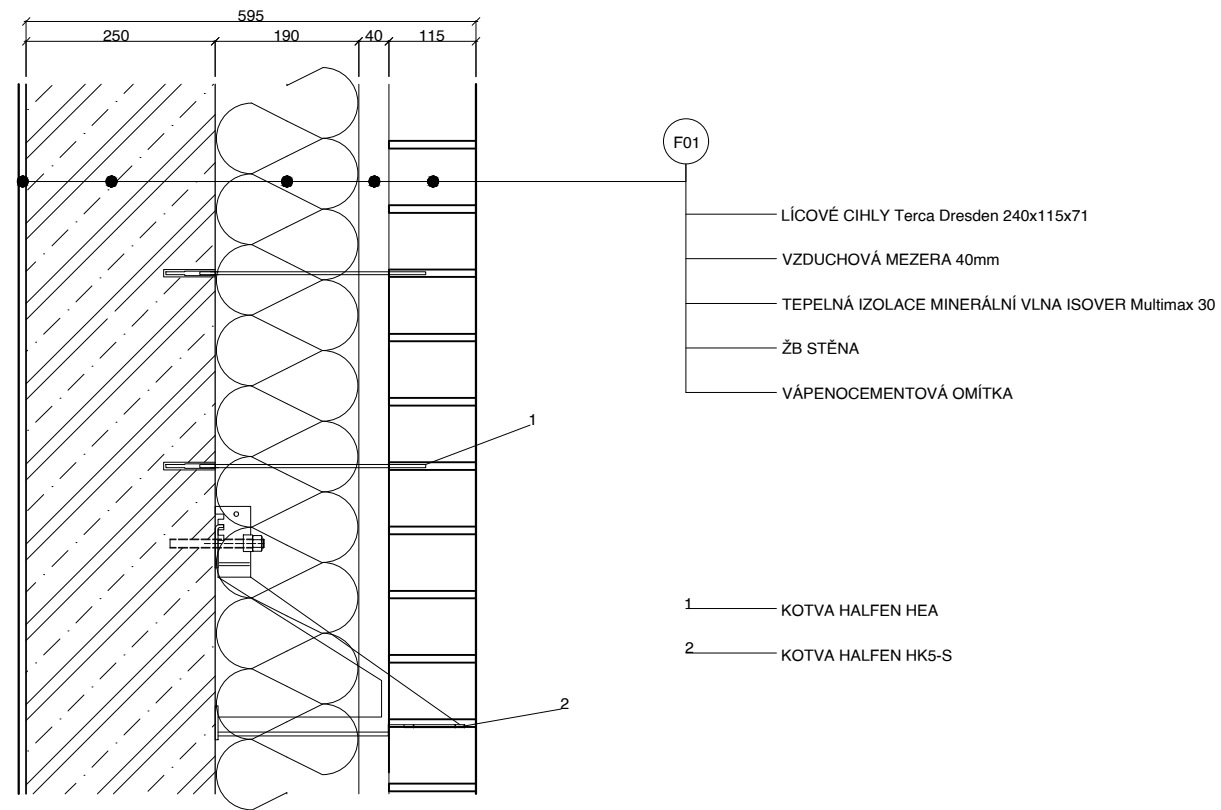 595
250 190 40 115
F01
LÍCOVÉ CIHLY Terca Dresden 240x115x71
VZDUCHOVÁ MEZERA 40mm
TEPELNÁ IZOLACE MINERÁLNÍ VLNA ISOVER Multimax 30
ŽB STĚNA
VÁPENOCEMENTOVÁ OMÍTKA
1
2
1 KOTVA HALFEN HEA
2 KOTVA HALFEN HK5-S